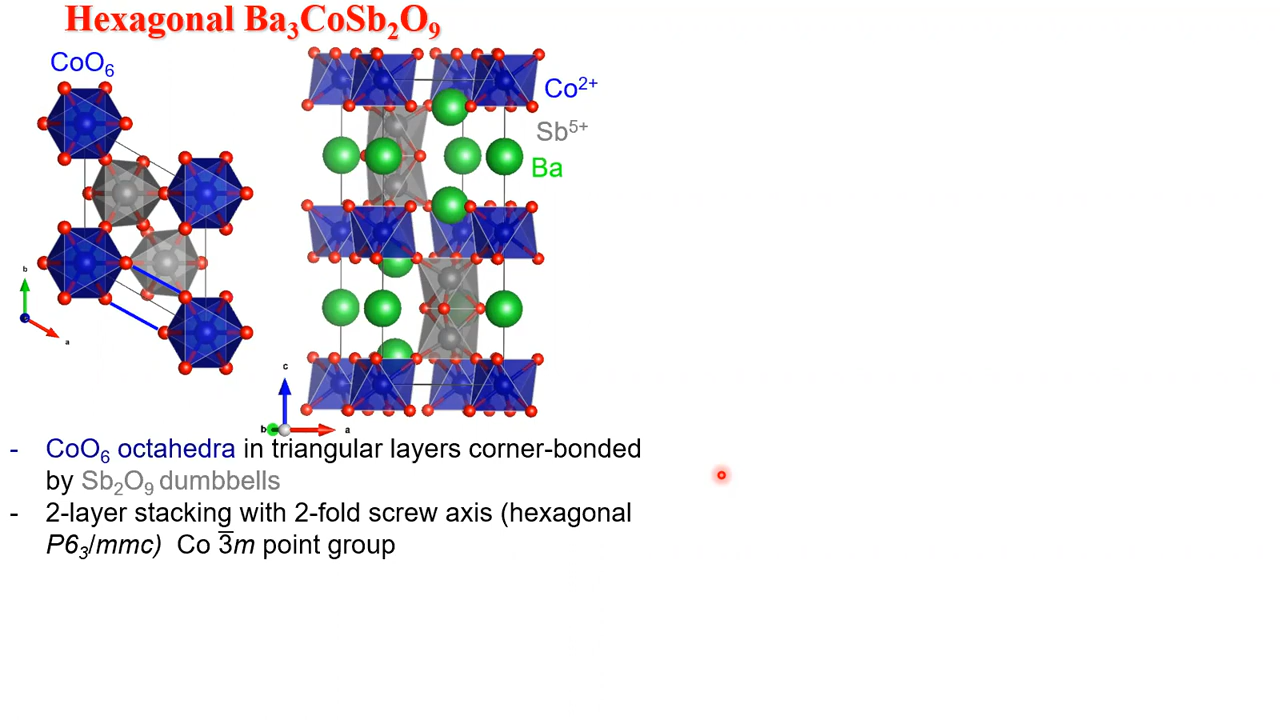 Hexagonal Ba₃CoSb₂O₉
CoO₆
Co²⁺
Sb⁵⁺
Ba
b
a
c
b
a
- CoO₆ octahedra in triangular layers corner-bonded
by Sb₂O₉ dumbbells
- 2-layer stacking with 2-fold screw axis (hexagonal
P6₃/mmc) Co 3̅m point group